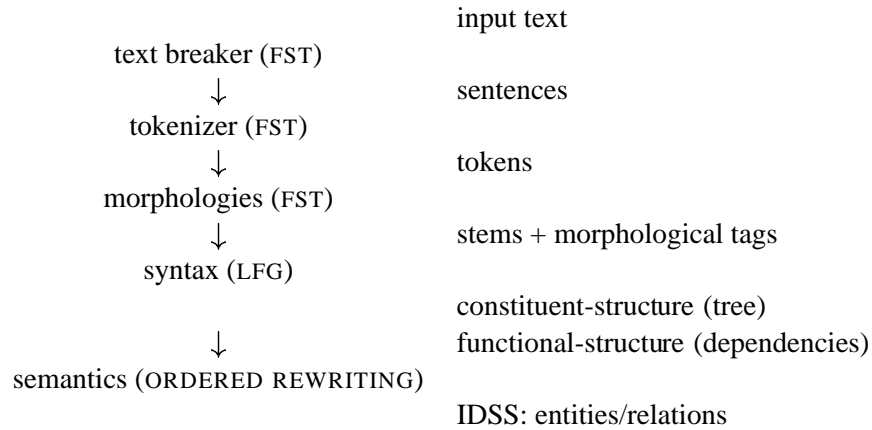 input text
text breaker (FST)
↓
sentences
tokenizer (FST)
↓
tokens
morphologies (FST)
↓
stems + morphological tags
syntax (LFG)
constituent-structure (tree)
↓
functional-structure (dependencies)
semantics (ORDERED REWRITING)
IDSS: entities/relations